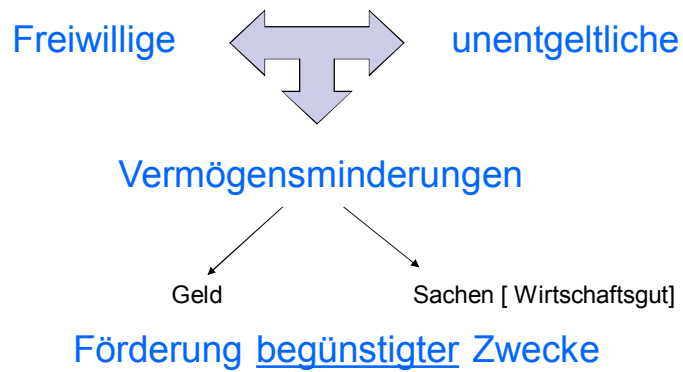 Freiwillige unentgeltliche
Vermögensminderungen
Geld Sachen [ Wirtschaftsgut]
Förderung begünstigter Zwecke